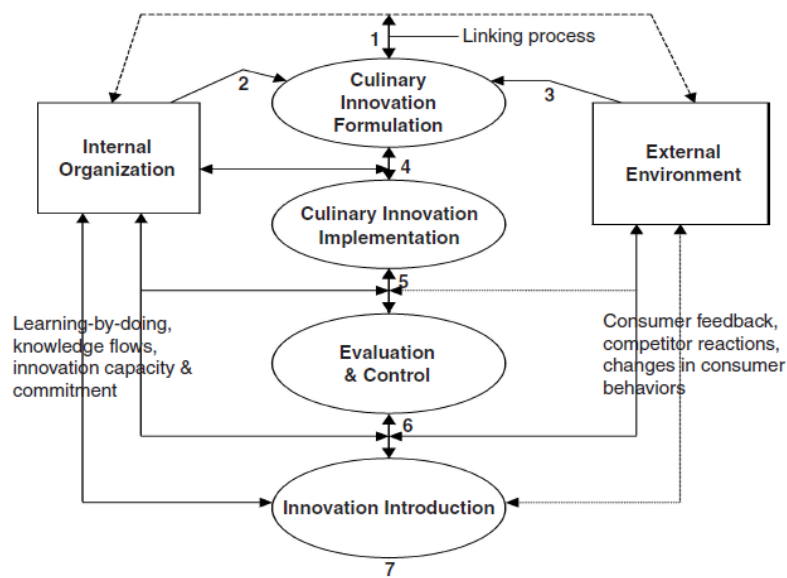 1
Linking process
2
Culinary
Innovation
Formulation
3
Internal
Organization
External
Environment
4
Culinary Innovation
Implementation
5
Learning-by-doing,
knowledge flows,
innovation capacity &
commitment
Consumer feedback,
competitor reactions,
changes in consumer
behaviors
Evaluation
& Control
6
Innovation Introduction
7